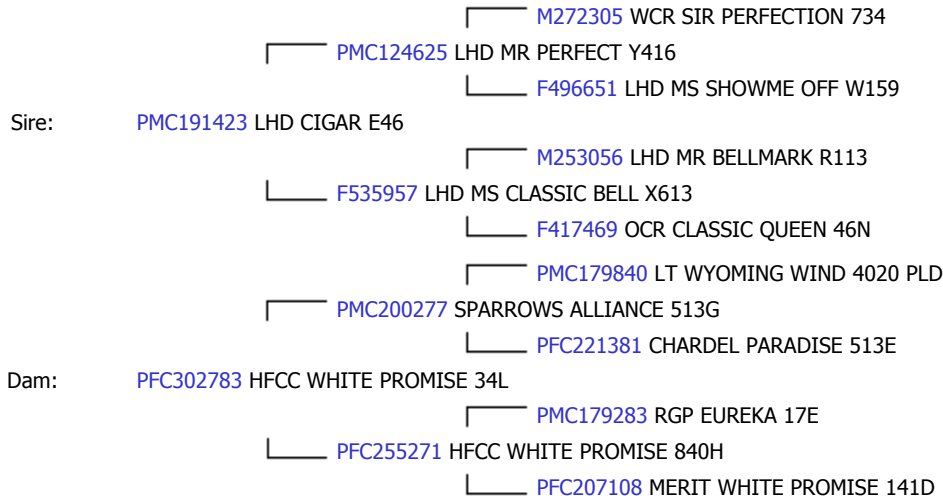 M272305 WCR SIR PERFECTION 734
PMC124625 LHD MR PERFECT Y416
F496651 LHD MS SHOWME OFF W159
Sire: PMC191423 LHD CIGAR E46
M253056 LHD MR BELLMARK R113
F535957 LHD MS CLASSIC BELL X613
F417469 OCR CLASSIC QUEEN 46N
PMC179840 LT WYOMING WIND 4020 PLD
PMC200277 SPARROWS ALLIANCE 513G
PFC221381 CHARDEL PARADISE 513E
Dam: PFC302783 HFCC WHITE PROMISE 34L
PMC179283 RGP EUREKA 17E
PFC255271 HFCC WHITE PROMISE 840H
PFC207108 MERIT WHITE PROMISE 141D